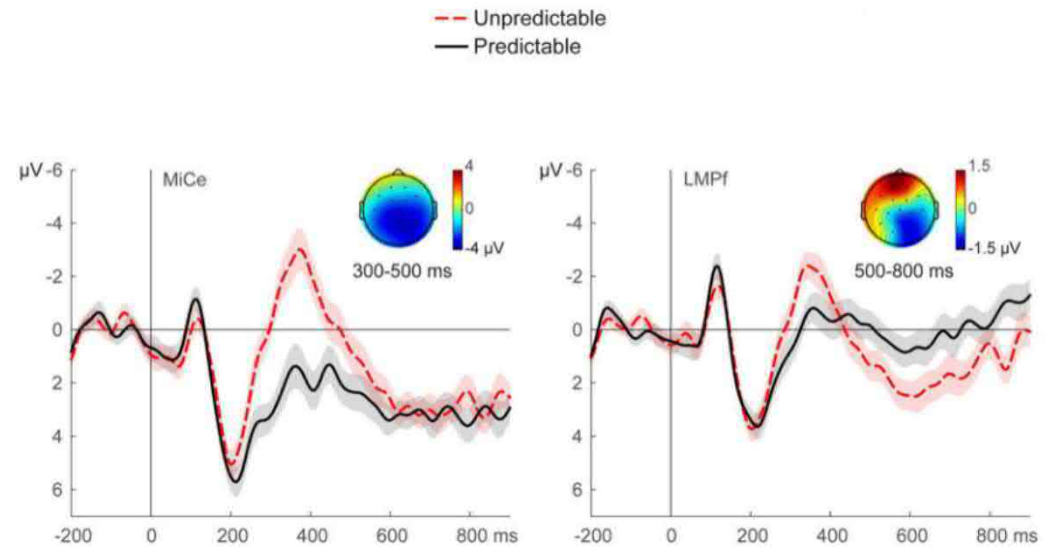 Unpredictable
Predictable
µV -6
-4
-2
0
2
4
6
MiCe
4
0
-4 µV
300-500 ms
-200 0 200 400 600 800 ms
µV -6
-4
-2
0
2
4
6
LMPf
1.5
0
-1.5 µV
500-800 ms
-200 0 200 400 600 800 ms